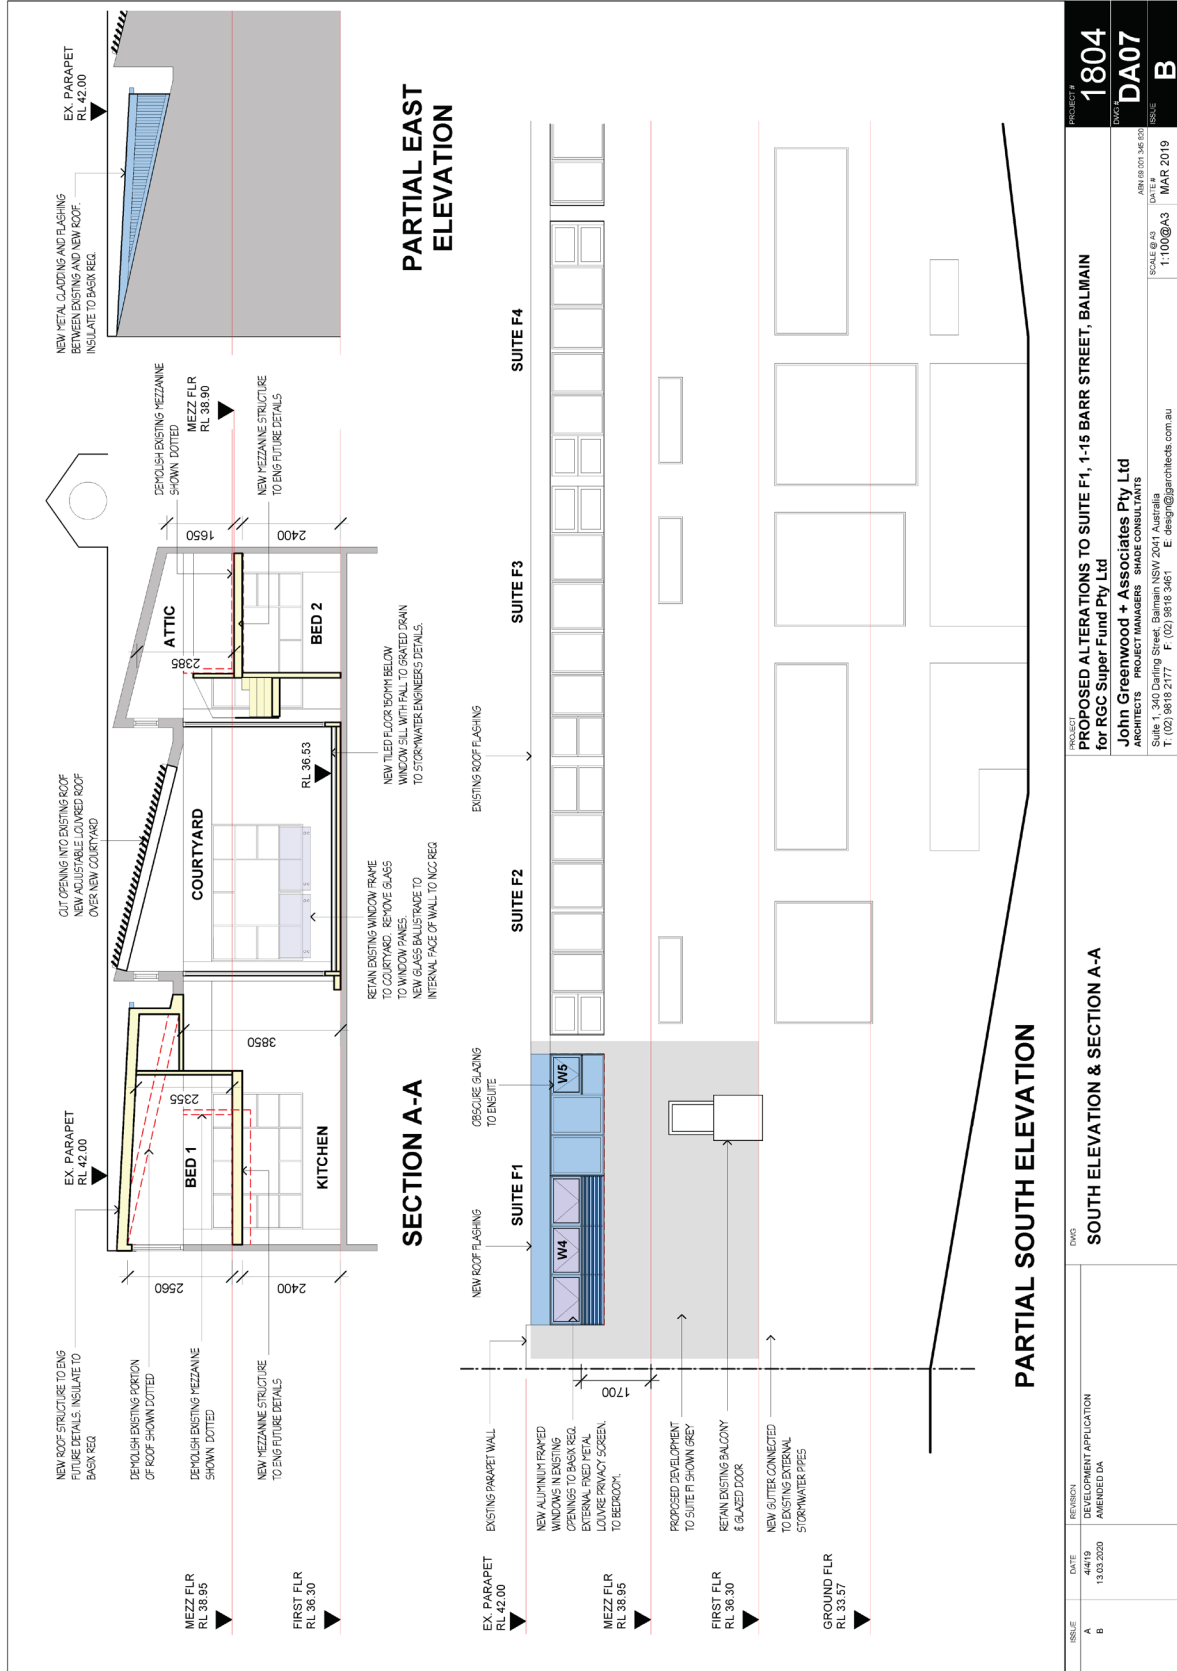 NEW ROOF STRUCTURE TO ENG
FUTURE DETAILS. INSULATE TO
BASIX REQ
DEMOLISH EXISTING PORTION
OF ROOF SHOWN DOTTED
DEMOLISH EXISTING MEZZANINE
SHOWN DOTTED
NEW MEZZANINE STRUCTURE
TO ENG FUTURE DETAILS
MEZZ FLR
RL 38.95
FIRST FLR
RL 36.30
2560
2400
EX. PARAPET
RL 42.00
BED 1
KITCHEN
2355
3850
SECTION A-A
CUT OPENING INTO EXISTING ROOF
NEW ADJUSTABLE LOUVRED ROOF
OVER NEW COURTYARD
COURTYARD
RL 36.53
RETAIN EXISTING WINDOW FRAME
TO COURTYARD. REMOVE GLASS
TO WINDOW PANES.
NEW GLASS BALUSTRADE TO
INTERNAL FACE OF WALL TO NCC REQ
NEW TILED FLOOR 150MM BELOW
WINDOW SILL WITH FALL TO GRATED DRAIN
TO STORMWATER ENGINEERS DETAILS.
ATTIC
BED 2
2385
1650
2400
DEMOLISH EXISTING MEZZANINE
SHOWN DOTTED
MEZZ FLR
RL 38.90
NEW MEZZANINE STRUCTURE
TO ENG FUTURE DETAILS
NEW METAL CLADDING AND FLASHING
BETWEEN EXISTING AND NEW ROOF.
INSULATE TO BASIX REQ.
EX. PARAPET
RL 42.00
PARTIAL EAST
ELEVATION
EX. PARAPET
RL 42.00
MEZZ FLR
RL 38.95
FIRST FLR
RL 36.30
GROUND FLR
RL 33.57
EXISTING PARAPET WALL
NEW ALUMINIUM FRAMED
WINDOWS IN EXISTING
OPENINGS TO BASIX REQ.
EXTERNAL FIXED METAL
LOUVRE PRIVACY SCREEN.
TO BEDROOM.
PROPOSED DEVELOPMENT
TO SUITE F1 SHOWN GREY
RETAIN EXISTING BALCONY
& GLAZED DOOR
NEW GUTTER CONNECTED
TO EXISTING EXTERNAL
STORMWATER PIPES
1700
NEW ROOF FLASHING
SUITE F1
OBSCURE GLAZING
TO ENSUITE
W4
W5
EXISTING ROOF FLASHING
SUITE F2
SUITE F3
SUITE F4
PARTIAL SOUTH ELEVATION
ISSUE
DATE
REVISION
A
4/4/19
DEVELOPMENT APPLICATION
B
13.03.2020
AMENDED DA
DWG
SOUTH ELEVATION & SECTION A-A
PROJECT
PROPOSED ALTERATIONS TO SUITE F1, 1-15 BARR STREET, BALMAIN
for RGC Super Fund Pty Ltd
John Greenwood + Associates Pty Ltd
ABN 69 001 345 820
ARCHITECTS PROJECT MANAGERS SHADE CONSULTANTS
Suite 1, 340 Darling Street, Balmain NSW 2041 Australia
T: (02) 9818 2177 F: (02) 9818 3461 E: design@jgarchitects.com.au
SCALE @ A3
1:100@A3
DATE #
MAR 2019
PROJECT #
1804
DWG #
DA07
ISSUE
B